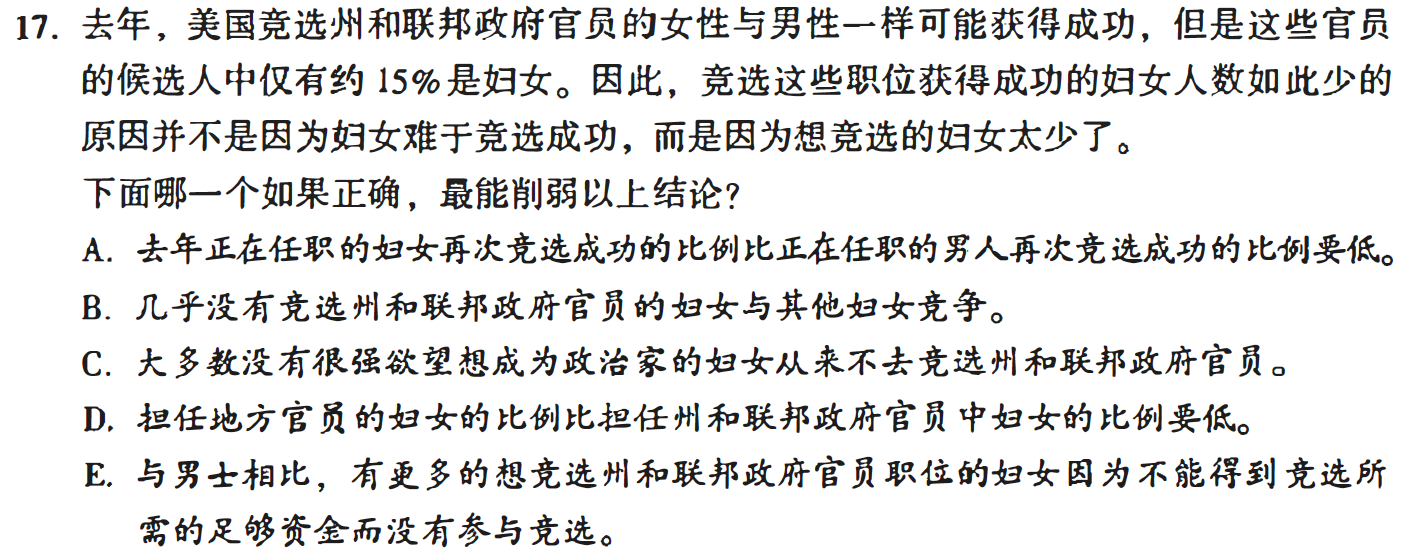 17. 去年，美国竞选州和联邦政府官员的女性与男性一样可能获得成功，但是这些官员
的候选人中仅有约 15% 是妇女。因此，竞选这些职位获得成功的妇女人数如此少的
原因并不是因为妇女难于竞选成功，而是因为想竞选的妇女太少了。
下面哪一个如果正确，最能削弱以上结论?
A. 去年正在任职的妇女再次竞选成功的比例比正在任职的男人再次竞选成功的比例要低。
B. 几乎没有竞选州和联邦政府官员的妇女与其他妇女竞争。
C. 大多数没有很强欲望想成为政治家的妇女从来不去竞选州和联邦政府官员。
D. 担任地方官员的妇女的比例比担任州和联邦政府官员中妇女的比例要低。
E. 与男士相比，有更多的想竞选州和联邦政府官员职位的妇女因为不能得到竞选所
需的足够资金而没有参与竞选。